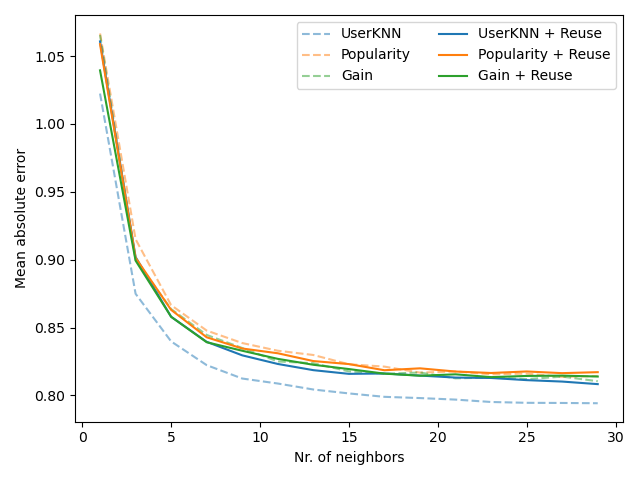 UserKNN
Popularity
Gain
UserKNN + Reuse
Popularity + Reuse
Gain + Reuse
Mean absolute error
1.05
1.00
0.95
0.90
0.85
0.80
0
5
10
15
20
25
30
Nr. of neighbors